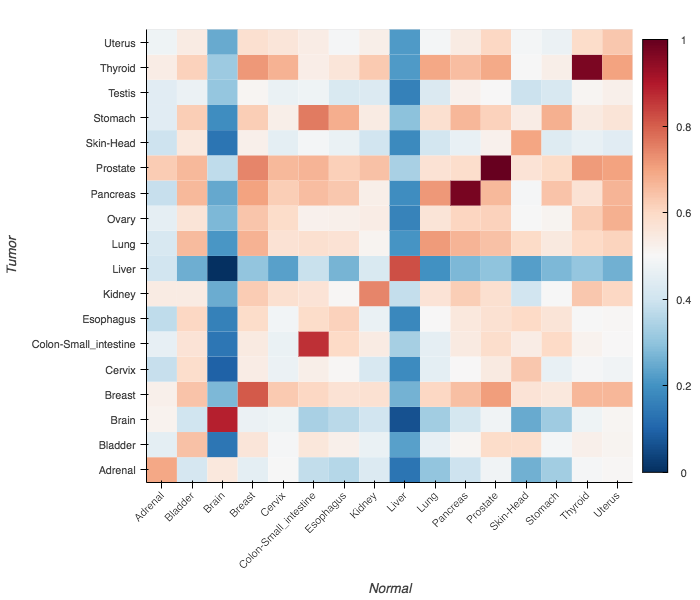 Tumor
Uterus
Thyroid
Testis
Stomach
Skin-Head
Prostate
Pancreas
Ovary
Lung
Liver
Kidney
Esophagus
Colon-Small_intestine
Cervix
Breast
Brain
Bladder
Adrenal
Adrenal
Bladder
Brain
Breast
Cervix
Colon-Small_intestine
Esophagus
Kidney
Liver
Lung
Pancreas
Prostate
Skin-Head
Stomach
Thyroid
Uterus
Normal
1
0.8
0.6
0.4
0.2
0